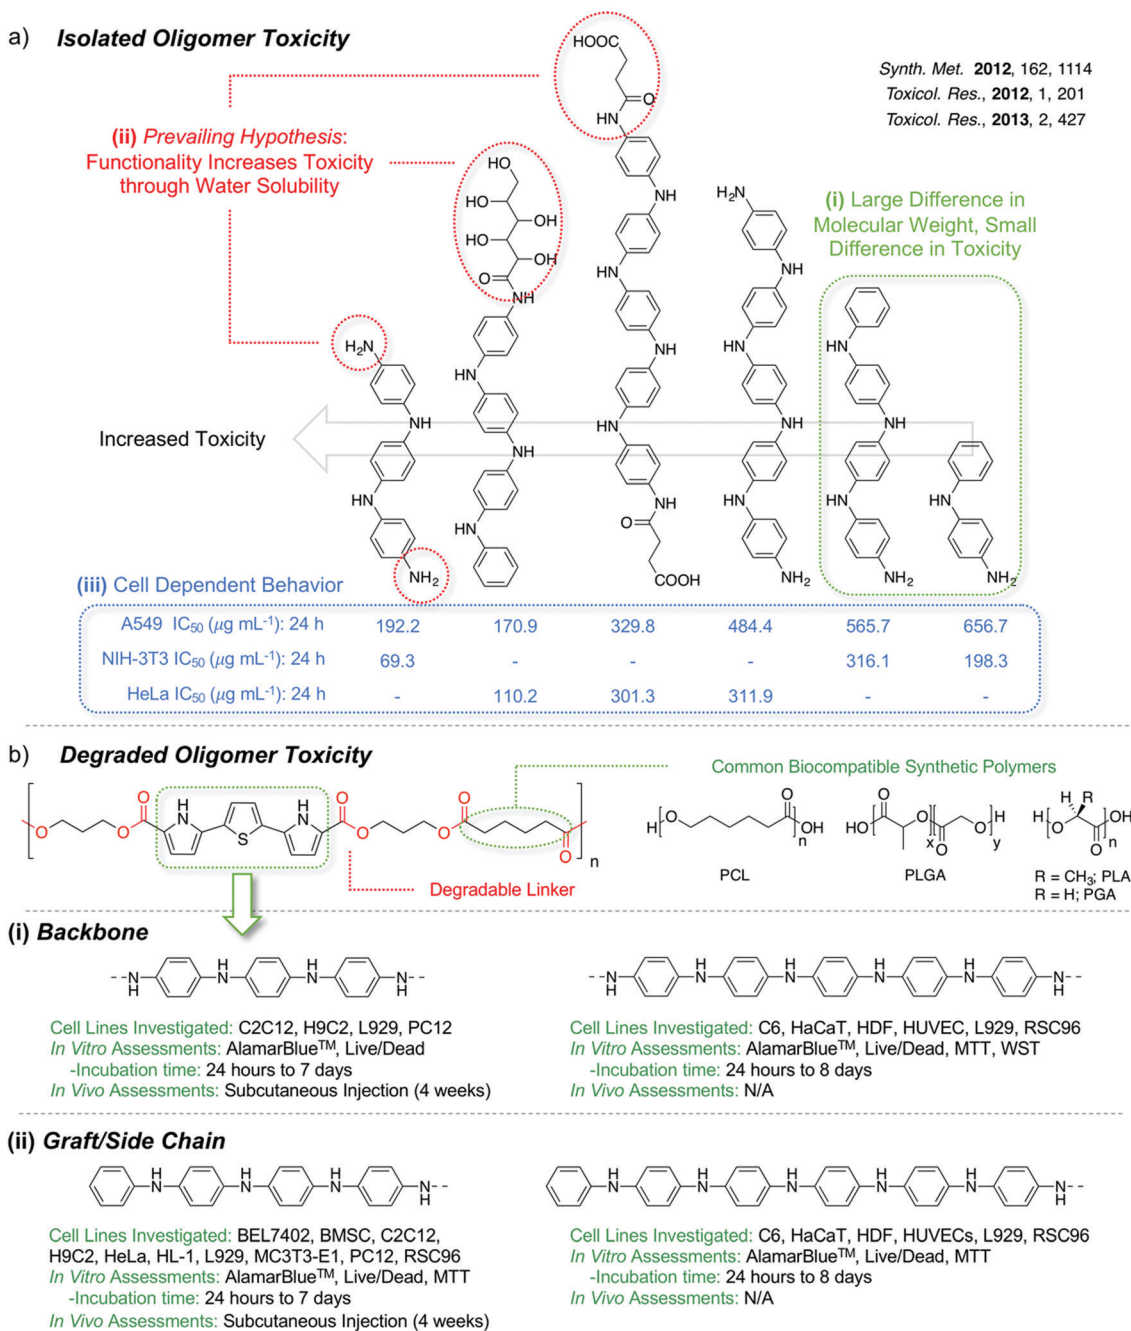 a) Isolated Oligomer Toxicity
Synth. Met. 2012, 162, 1114
Toxicol. Res., 2012, 1, 201
Toxicol. Res., 2013, 2, 427
(ii) Prevailing Hypothesis:
Functionality Increases Toxicity
through Water Solubility
(i) Large Difference in
Molecular Weight, Small
Difference in Toxicity
HOOC
O
NH
HO
OH
HO
OH
HO
OH
O
NH
H2N
NH
HN
NH2
HN
NH
HN
NH
HN
NH
HN
NH
O
COOH
H2N
NH
HN
NH
HN
NH2
HN
NH
HN
NH2
HN
NH2
Increased Toxicity
(iii) Cell Dependent Behavior
A549 IC50 (µg mL-1): 24 h 192.2 170.9 329.8 484.4 565.7 656.7
NIH-3T3 IC50 (µg mL-1): 24 h 69.3 - - - 316.1 198.3
HeLa IC50 (µg mL-1): 24 h - 110.2 301.3 311.9 - -
b) Degraded Oligomer Toxicity
Common Biocompatible Synthetic Polymers
O O O H N S H N O O O O O n
Degradable Linker
H O O OH n
PCL
HO O O x O O H y
PLGA
H O H R O OH n
R = CH3; PLA
R = H; PGA
(i) Backbone
N H H N H N N H
Cell Lines Investigated: C2C12, H9C2, L929, PC12
In Vitro Assessments: AlamarBlue™, Live/Dead
-Incubation time: 24 hours to 7 days
In Vivo Assessments: Subcutaneous Injection (4 weeks)
N H H N H N H N H N N H
Cell Lines Investigated: C6, HaCaT, HDF, HUVEC, L929, RSC96
In Vitro Assessments: AlamarBlue™, Live/Dead, MTT, WST
-Incubation time: 24 hours to 8 days
In Vivo Assessments: N/A
(ii) Graft/Side Chain
H N H N H N N H
Cell Lines Investigated: BEL7402, BMSC, C2C12,
H9C2, HeLa, HL-1, L929, MC3T3-E1, PC12, RSC96
In Vitro Assessments: AlamarBlue™, Live/Dead, MTT
-Incubation time: 24 hours to 7 days
In Vivo Assessments: Subcutaneous Injection (4 weeks)
H N H N H N H N H N N H
Cell Lines Investigated: C6, HaCaT, HDF, HUVECs, L929, RSC96
In Vitro Assessments: AlamarBlue™, Live/Dead, MTT
-Incubation time: 24 hours to 8 days
In Vivo Assessments: N/A